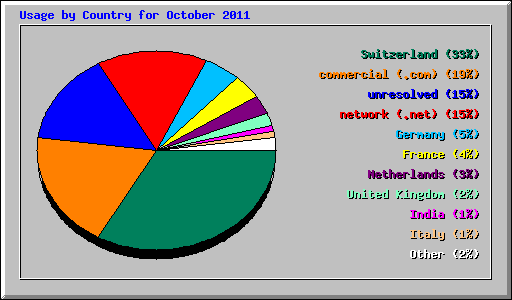 Usage by Country for October 2011
Switzerland (33%)
commercial (.com) (19%)
unresolved (15%)
network (.net) (15%)
Germany (5%)
France (4%)
Netherlands (3%)
United Kingdom (2%)
India (1%)
Italy (1%)
Other (2%)